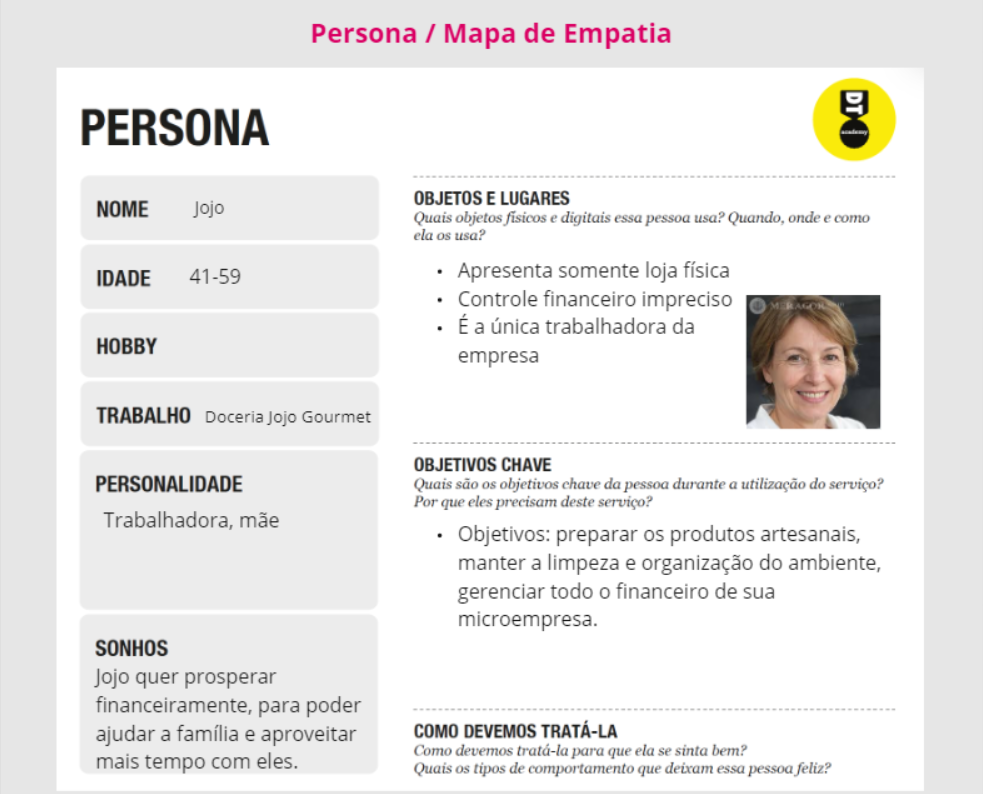 Persona / Mapa de Empatia
PERSONA
DT
academy
NOME Jojo
IDADE 41-59
HOBBY
TRABALHO Doceria Jojo Gourmet
PERSONALIDADE
Trabalhadora, mãe
SONHOS
Jojo quer prosperar
financeiramente, para poder
ajudar a família e aproveitar
mais tempo com eles.
OBJETOS E LUGARES
Quais objetos físicos e digitais essa pessoa usa? Quando, onde e como
ela os usa?
• Apresenta somente loja física
• Controle financeiro impreciso
• É a única trabalhadora da
empresa
OBJETIVOS CHAVE
Quais são os objetivos chave da pessoa durante a utilização do serviço?
Por que eles precisam deste serviço?
• Objetivos: preparar os produtos artesanais,
manter a limpeza e organização do ambiente,
gerenciar todo o financeiro de sua
microempresa.
COMO DEVEMOS TRATÁ-LA
Como devemos tratá-la para que ela se sinta bem?
Quais os tipos de comportamento que deixam essa pessoa feliz?